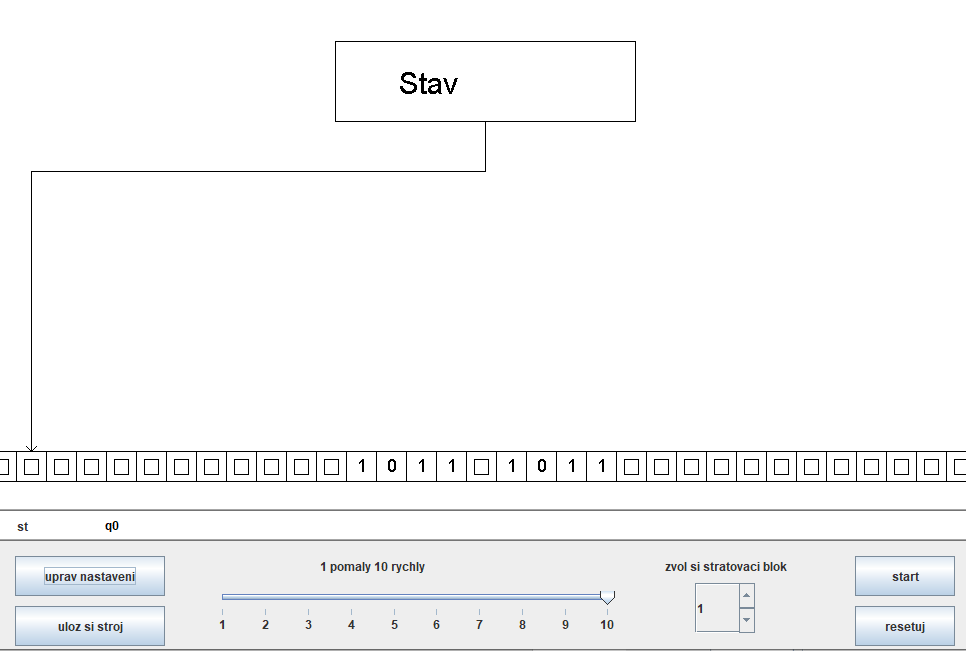 Stav
1 0 1 1 □ 1 0 1 1
st q0
uprav nastaveni
1 pomaly 10 rychly
zvol si stratovaci blok
start
1
uloz si stroj
1 2 3 4 5 6 7 8 9 10
resetuj